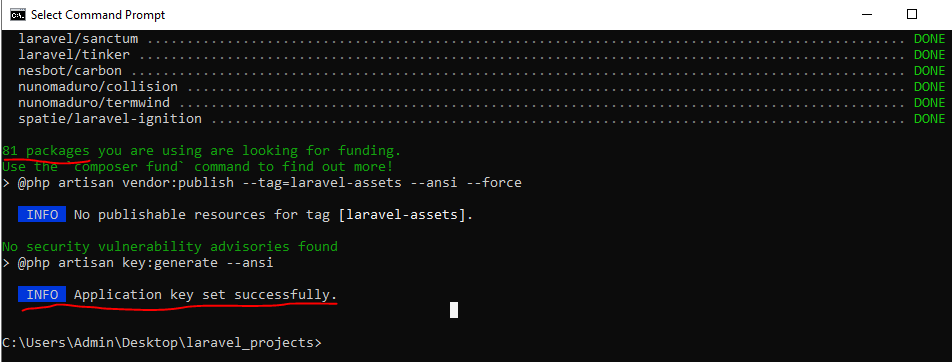 Select Command Prompt
laravel/sanctum ............................................................................................... DONE
laravel/tinker ................................................................................................ DONE
nesbot/carbon ................................................................................................. DONE
nunomaduro/collision .......................................................................................... DONE
nunomaduro/termwind ........................................................................................... DONE
spatie/laravel-ignition ....................................................................................... DONE
81 packages you are using are looking for funding.
Use the `composer fund` command to find out more!
> @php artisan vendor:publish --tag=laravel-assets --ansi --force
INFO No publishable resources for tag [laravel-assets].
No security vulnerability advisories found
> @php artisan key:generate --ansi
INFO Application key set successfully.
C:\Users\Admin\Desktop\laravel_projects>